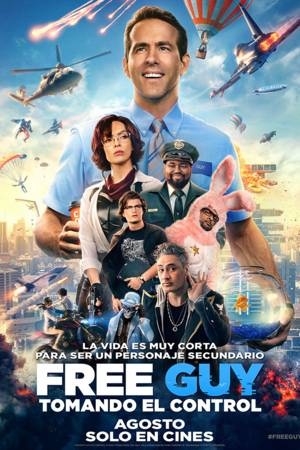 LA VIDA ES MUY CORTA
PARA SER UN PERSONAJE SECUNDARIO
FREE GUY
TOMANDO EL CONTROL
AGOSTO
SOLO EN CINES
#FREEGUY